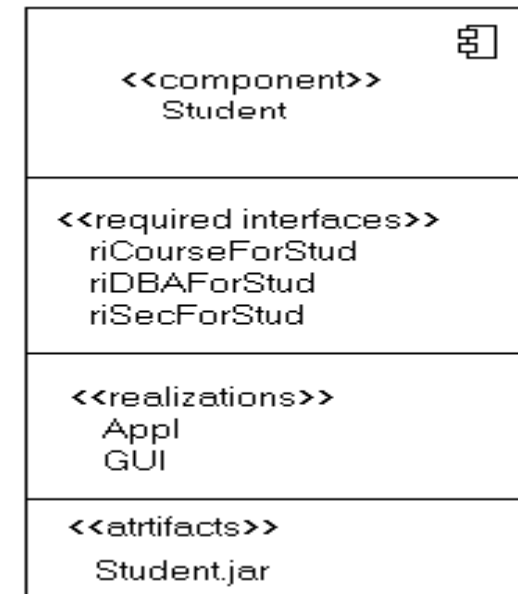 <<component>>
Student
<<required interfaces>>
riCourseForStud
riDBAForStud
riSecForStud
<<realizations>>
Appl
GUI
<<atrtifacts>>
Student.jar